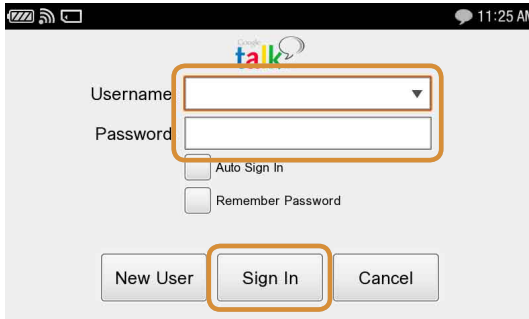 11:25 AM
Google
talk
Username
Password
Auto Sign In
Remember Password
New User
Sign In
Cancel